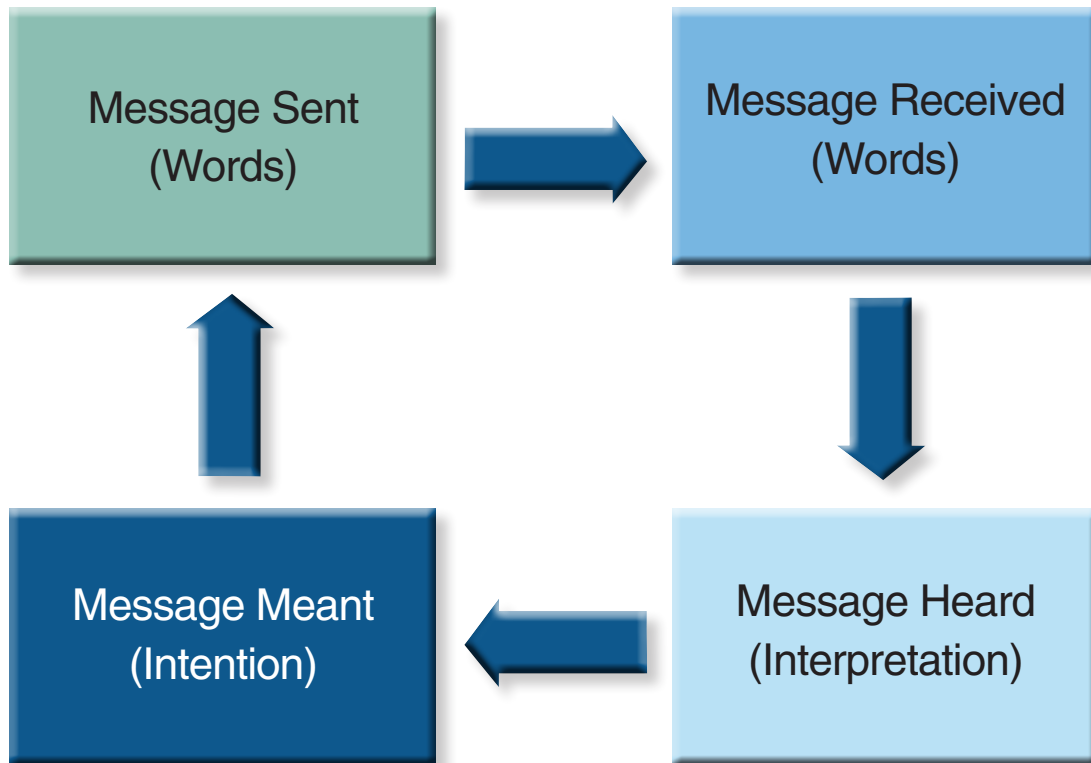 Message Sent
(Words)
Message Received
(Words)
Message Meant
(Intention)
Message Heard
(Interpretation)